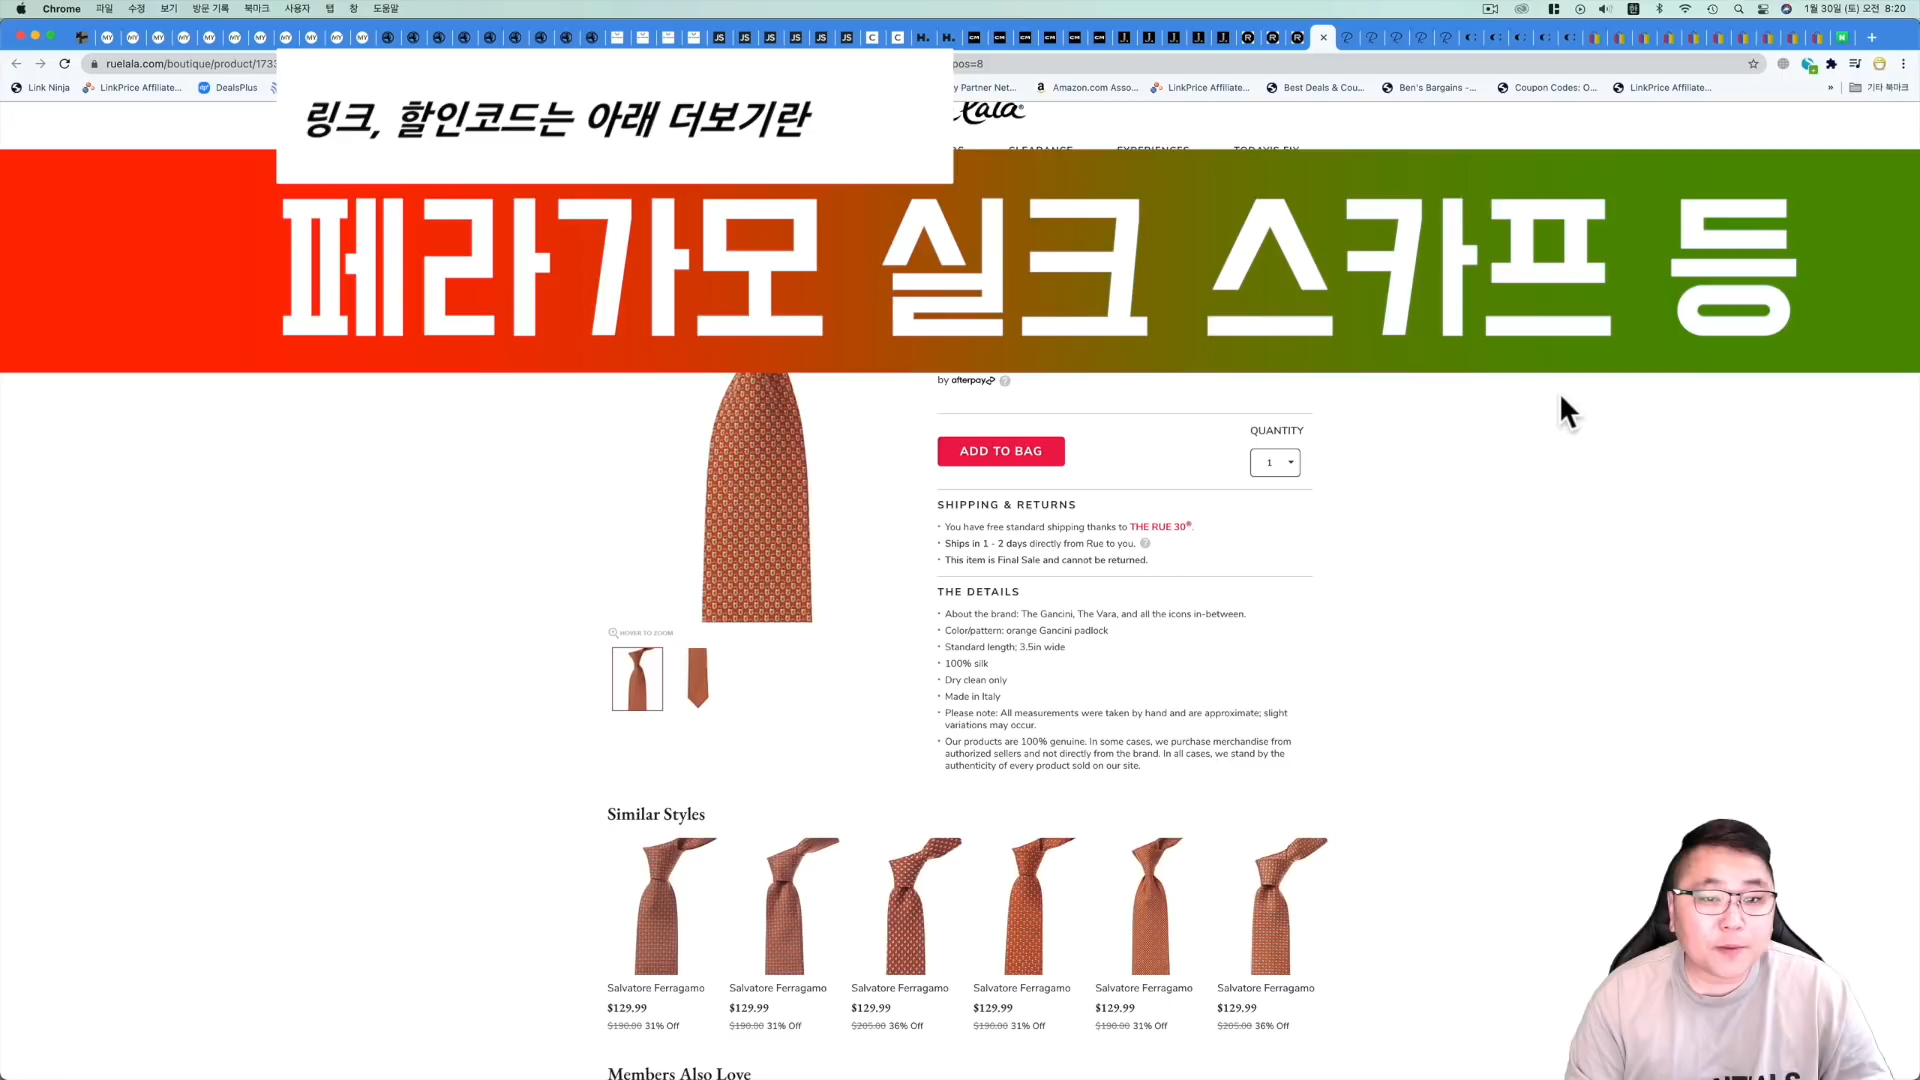 Chrome 파일 수정 보기 방문 기록 북마크 사용자 탭 창 도움말 1월 30일 (토) 오전 8:20
ruelala.com/boutique/product/1733 pos=8
Link Ninja LinkPrice Affiliate... DealsPlus y Partner Net... Amazon.com Asso... LinkPrice Affiliate... Best Deals & Cou... Ben's Bargains -... Coupon Codes: O... LinkPrice Affiliate... » 기타 북마크
링크, 할인코드는 아래 더보기란
CLEARANCE EXPERIENCES TODAY'S FIX
페라가모 실크 스카프 등
by afterpay
ADD TO BAG
QUANTITY
1
SHIPPING & RETURNS
You have free standard shipping thanks to THE RUE 30®.
Ships in 1 - 2 days directly from Rue to you.
This item is Final Sale and cannot be returned.
THE DETAILS
About the brand: The Gancini, The Vara, and all the icons in-between.
Color/pattern: orange Gancini padlock
Standard length; 3.5in wide
100% silk
Dry clean only
Made in Italy
Please note: All measurements were taken by hand and are approximate; slight
variations may occur.
Our products are 100% genuine. In some cases, we purchase merchandise from
authorized sellers and not directly from the brand. In all cases, we stand by the
authenticity of every product sold on our site.
HOVER TO ZOOM
Similar Styles
Salvatore Ferragamo Salvatore Ferragamo Salvatore Ferragamo Salvatore Ferragamo Salvatore Ferragamo Salvatore Ferragamo
$129.99 $129.99 $129.99 $129.99 $129.99 $129.99
$190.00 31% Off $190.00 31% Off $205.00 36% Off $190.00 31% Off $190.00 31% Off $205.00 36% Off
Members Also Love